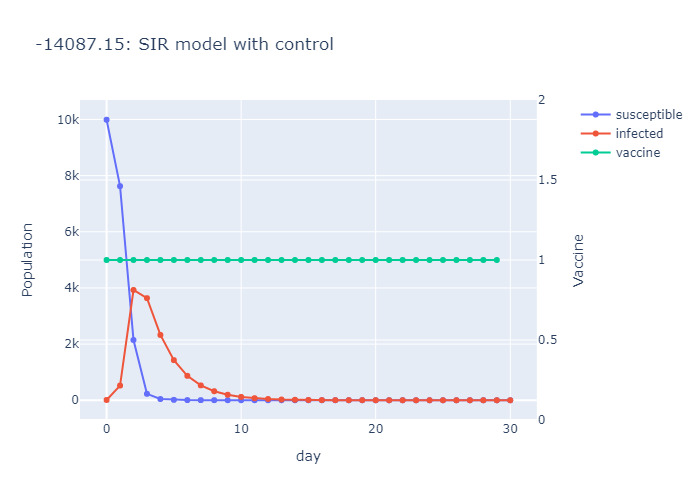 -14087.15: SIR model with control
susceptible
infected
vaccine
Population
10k
8k
6k
4k
2k
0
2
1.5
1
0.5
0
Vaccine
0
10
20
30
day